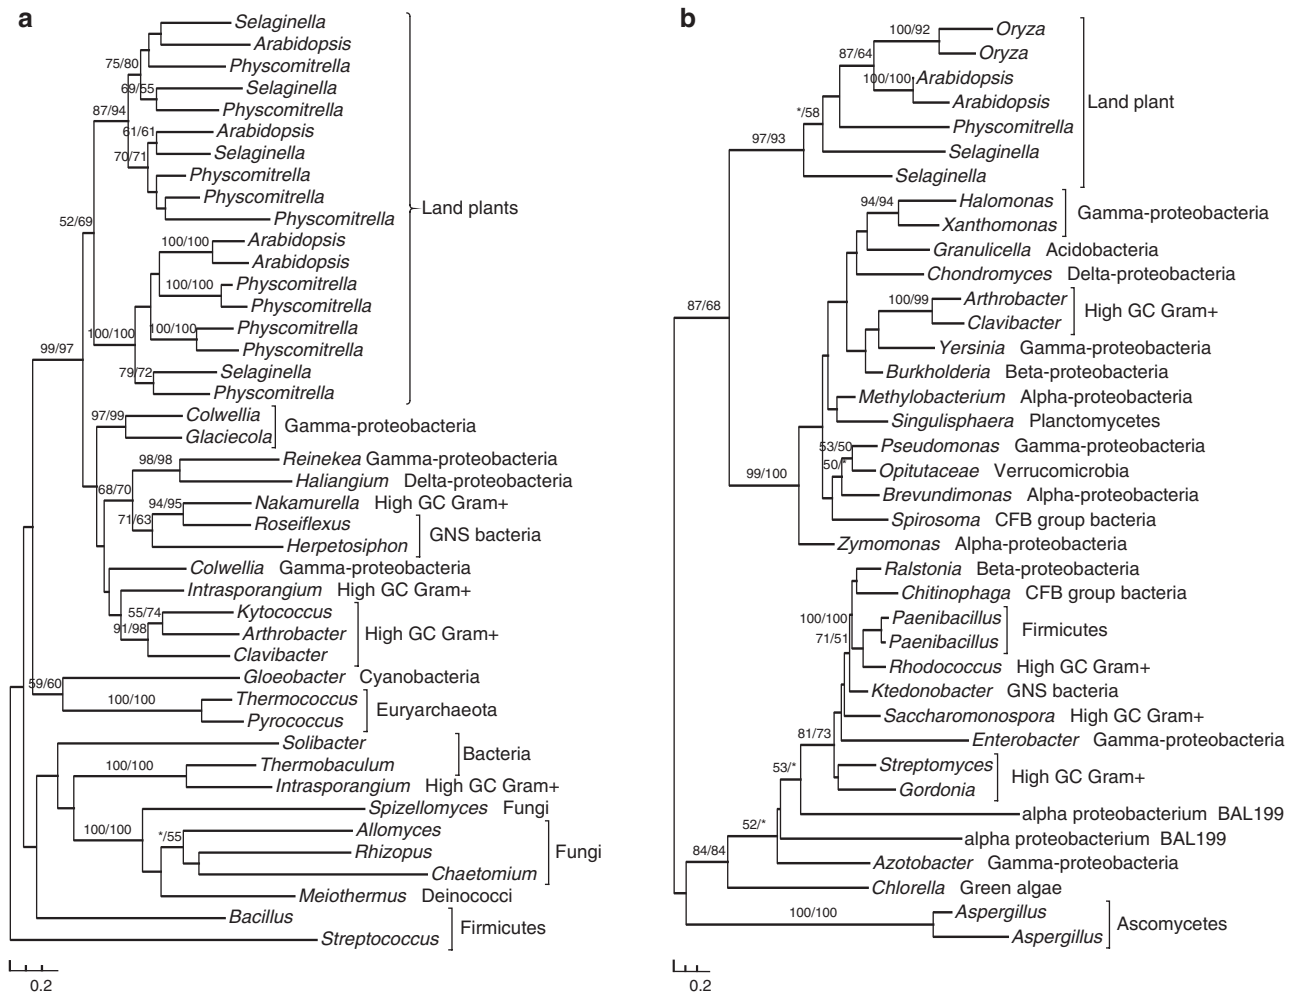 a
Selaginella
Arabidopsis
75/80
Physcomitrella
69/55
Selaginella
87/94
Physcomitrella
61/61
Arabidopsis
70/71
Selaginella
Physcomitrella
Physcomitrella
52/69
Physcomitrella
Land plants
100/100
Arabidopsis
Arabidopsis
100/100
Physcomitrella
Physcomitrella
100/100
100/100
Physcomitrella
99/97
Physcomitrella
79/72
Selaginella
Physcomitrella
97/99
Colwellia
Glaciecola
Gamma-proteobacteria
98/98
Reinekea Gamma-proteobacteria
Haliangium Delta-proteobacteria
68/70
94/95
Nakamurella High GC Gram+
71/63
Roseiflexus
Herpetosiphon
GNS bacteria
Colwellia Gamma-proteobacteria
Intrasporangium High GC Gram+
55/74
Kytococcus
91/98
Arthrobacter
High GC Gram+
Clavibacter
59/60
Gloeobacter Cyanobacteria
100/100
Thermococcus
Pyrococcus
Euryarchaeota
Solibacter
Bacteria
100/100
Thermobaculum
Intrasporangium High GC Gram+
Spizellomyces Fungi
100/100
*/55
Allomyces
Rhizopus
Fungi
Chaetomium
Meiothermus Deinococci
Bacillus
Firmicutes
Streptococcus
0.2
b
100/92
Oryza
87/64
Oryza
100/100
Arabidopsis
Arabidopsis
Land plant
*/58
Physcomitrella
97/93
Selaginella
Selaginella
94/94
Halomonas
Xanthomonas
Gamma-proteobacteria
Granulicella Acidobacteria
Chondromyces Delta-proteobacteria
87/68
100/99
Arthrobacter
Clavibacter
High GC Gram+
Yersinia Gamma-proteobacteria
Burkholderia Beta-proteobacteria
Methylobacterium Alpha-proteobacteria
Singulisphaera Planctomycetes
53/50
Pseudomonas Gamma-proteobacteria
50/*
Opitutaceae Verrucomicrobia
99/100
Brevundimonas Alpha-proteobacteria
Spirosoma CFB group bacteria
Zymomonas Alpha-proteobacteria
Ralstonia Beta-proteobacteria
Chitinophaga CFB group bacteria
100/100
Paenibacillus
71/51
Paenibacillus
Firmicutes
Rhodococcus High GC Gram+
Ktedonobacter GNS bacteria
Saccharomonospora High GC Gram+
81/73
Enterobacter Gamma-proteobacteria
53/*
Streptomyces
Gordonia
High GC Gram+
alpha proteobacterium BAL199
52/*
alpha proteobacterium BAL199
84/84
Azotobacter Gamma-proteobacteria
Chlorella Green algae
100/100
Aspergillus
Aspergillus
Ascomycetes
0.2